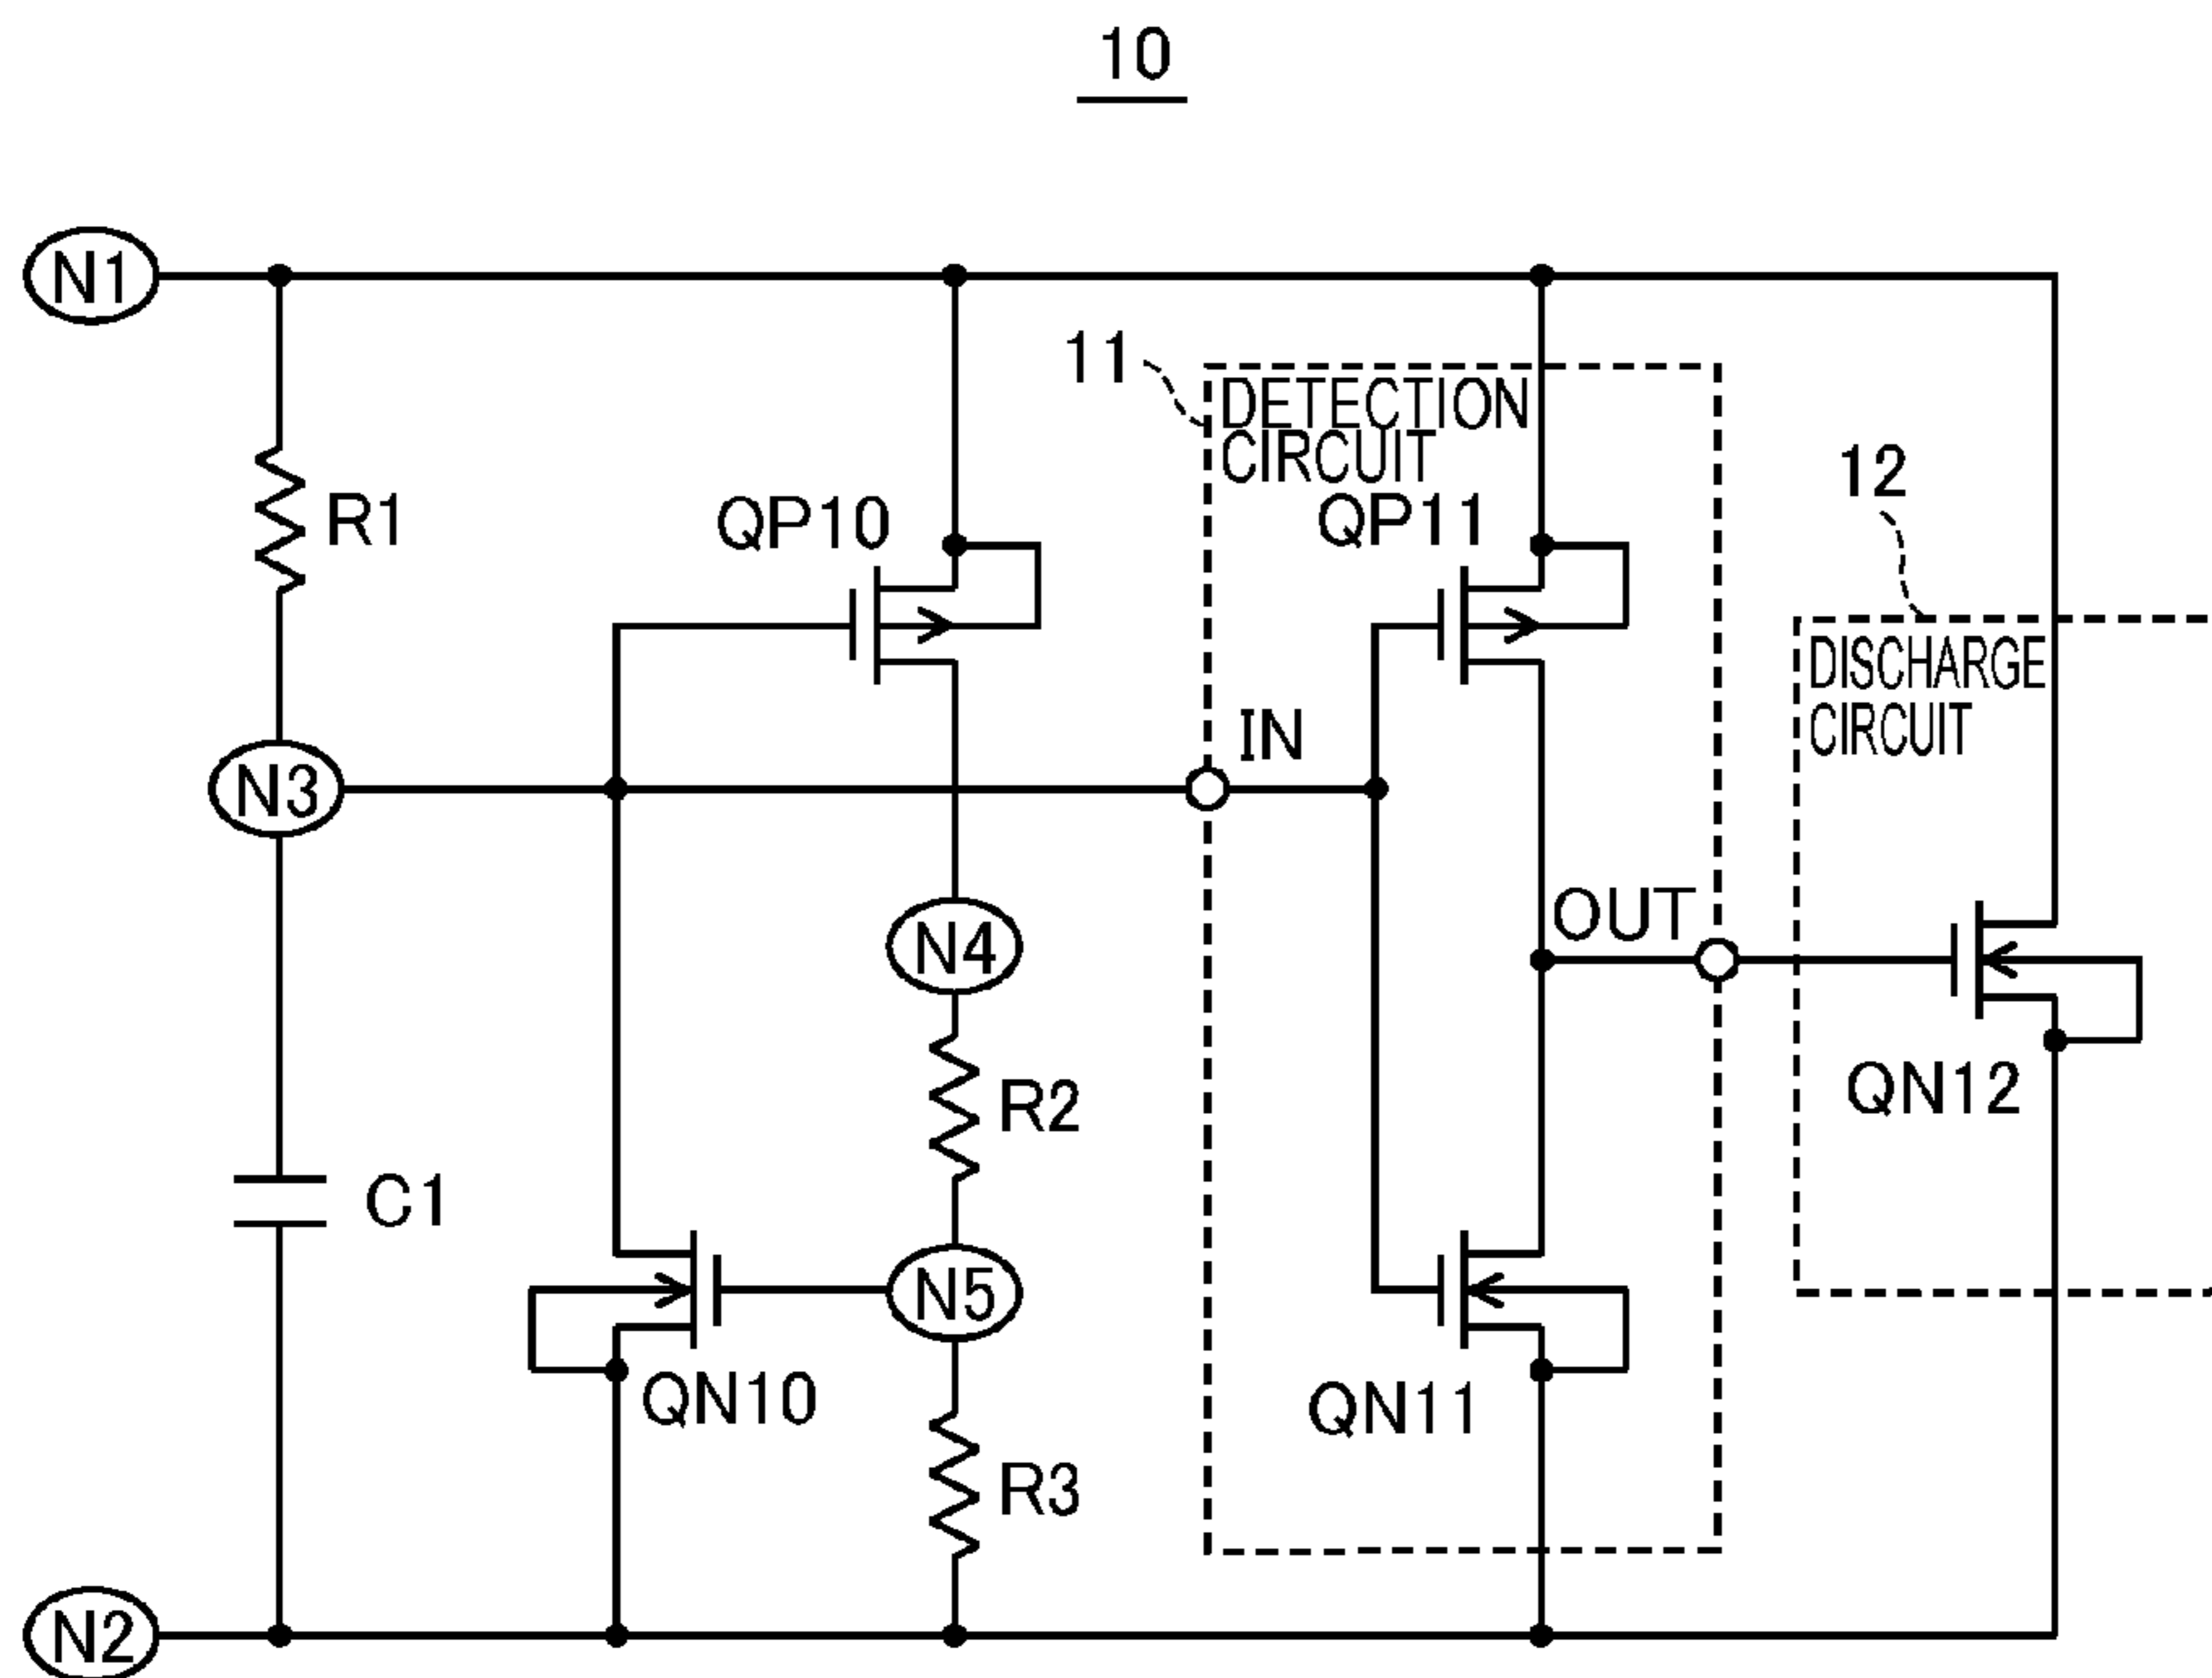 10
N1
11
DETECTION
CIRCUIT
12
R1
QP10
QP11
DISCHARGE
CIRCUIT
N3
IN
N4
OUT
R2
QN12
C1
N5
QN10
QN11
R3
N2